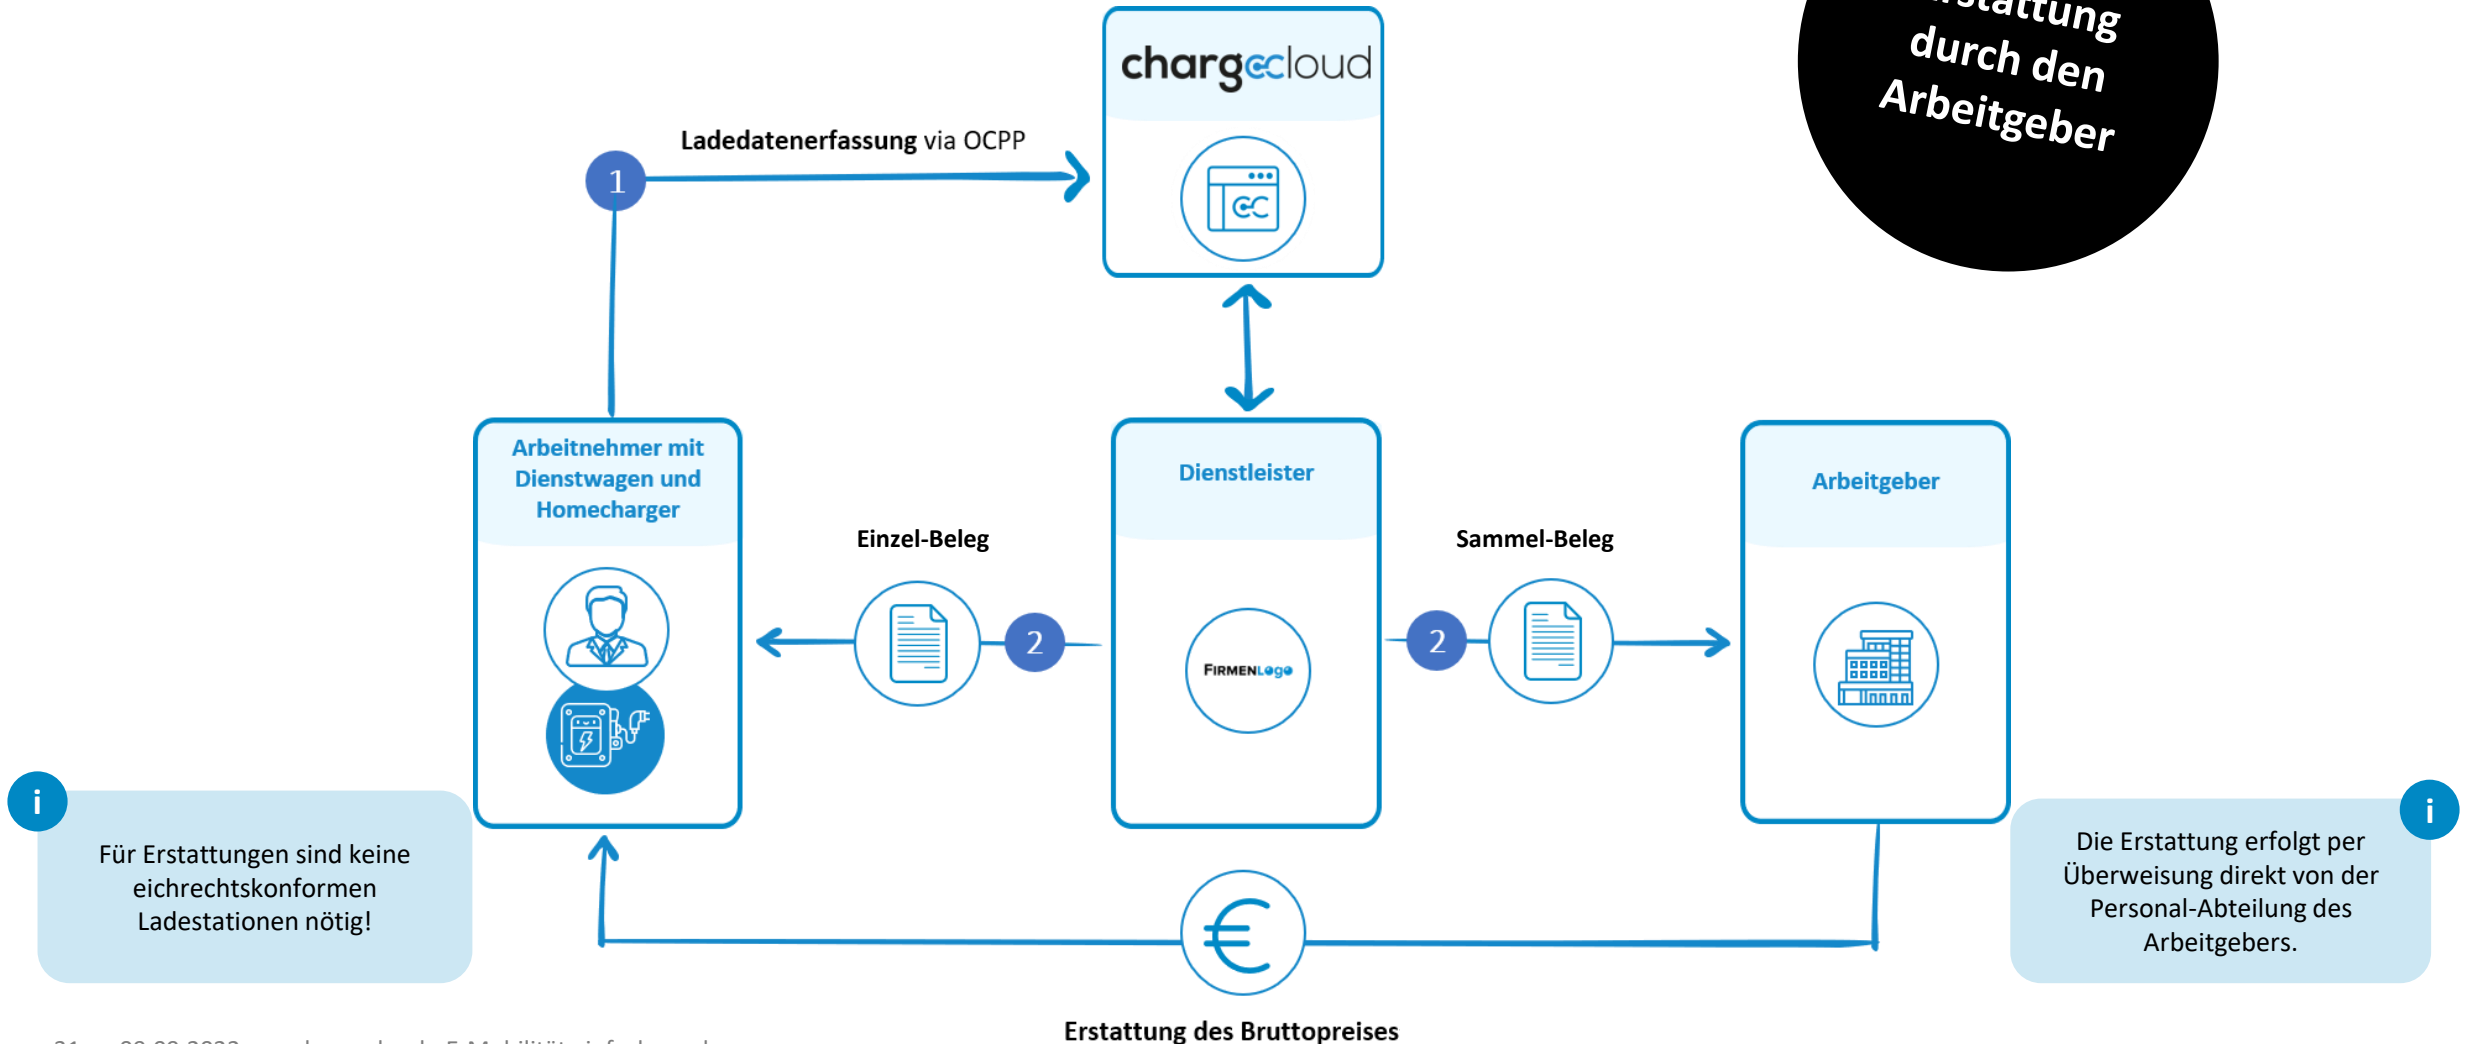 durch den
Arbeitgeber
chargecloud
Ladedatenerfassung via OCPP
1
Arbeitnehmer mit
Dienstwagen und
Homecharger
Dienstleister
Arbeitgeber
Einzel-Beleg
Sammel-Beleg
2
2
FIRMENLogo
i
Für Erstattungen sind keine
eichrechtskonformen
Ladestationen nötig!
i
Die Erstattung erfolgt per
Überweisung direkt von der
Personal-Abteilung des
Arbeitgebers.
€
Erstattung des Bruttopreises